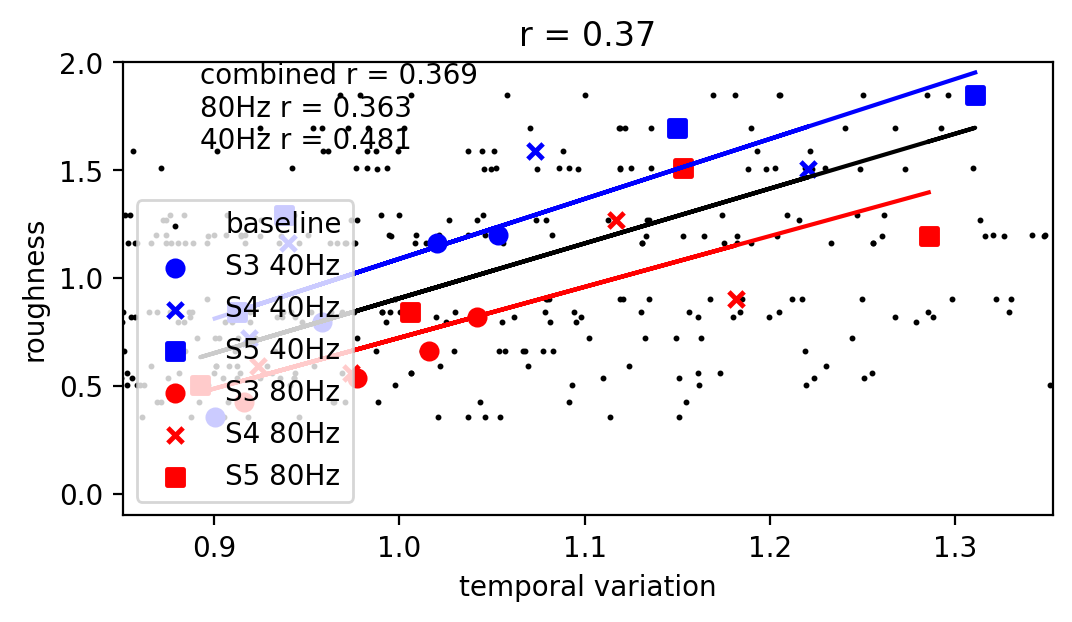 r = 0.37
combined r = 0.369
80Hz r = 0.363
40Hz r = 0.481
2.0
1.5
1.0
0.5
0.0
roughness
baseline
S3 40Hz
S4 40Hz
S5 40Hz
S3 80Hz
S4 80Hz
S5 80Hz
0.9 1.0 1.1 1.2 1.3
temporal variation